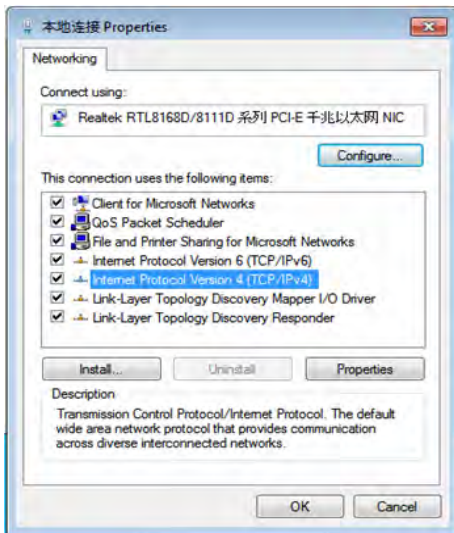 本地连接 Properties
Networking
Connect using:
Realtek RTL8168D/8111D 系列 PCI-E 千兆以太网 NIC
Configure...
This connection uses the following items:
Client for Microsoft Networks
QoS Packet Scheduler
File and Printer Sharing for Microsoft Networks
Internet Protocol Version 6 (TCP/IPv6)
Internet Protocol Version 4 (TCP/IPv4)
Link-Layer Topology Discovery Mapper I/O Driver
Link-Layer Topology Discovery Responder
Install... Uninstall Properties
Description
Transmission Control Protocol/Internet Protocol. The default
wide area network protocol that provides communication
across diverse interconnected networks.
OK Cancel